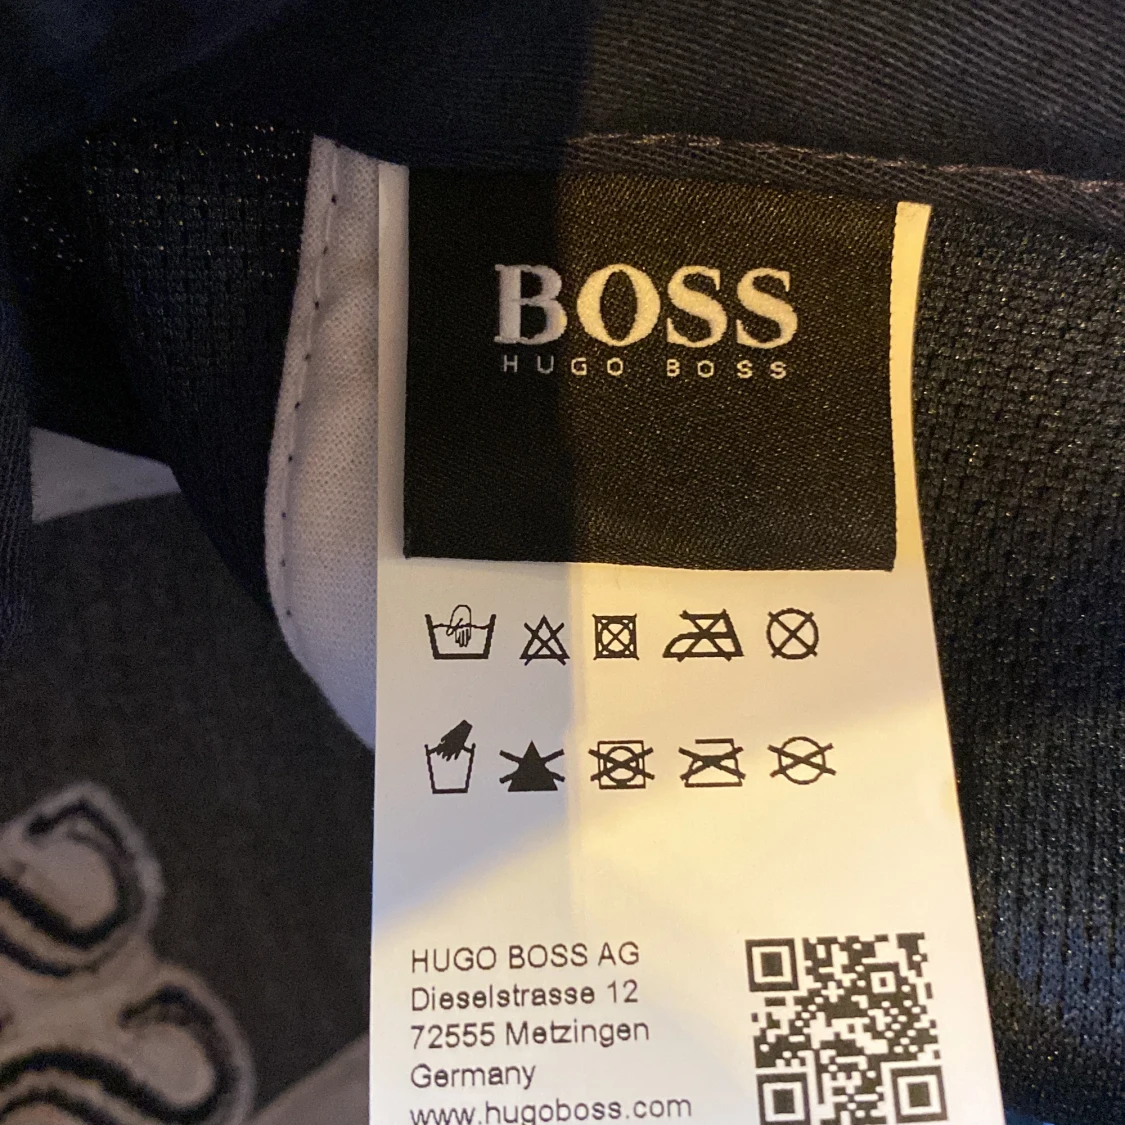 BOSS
HUGO BOSS
HUGO BOSS AG
Dieselstrasse 12
72555 Metzingen
Germany
www.hugoboss.com